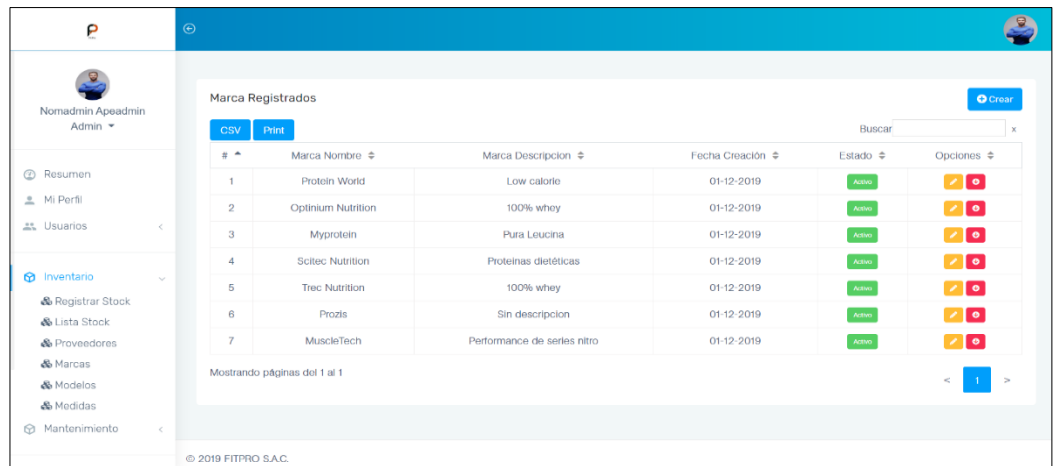 Nomadmin Apeadmin
Admin
Resumen
Mi Perfil
Usuarios
Inventario
Registrar Stock
Lista Stock
Proveedores
Marcas
Modelos
Medidas
Mantenimiento
Marca Registrados
Crear
CSV Print Buscar x
# Marca Nombre Marca Descripcion Fecha Creación Estado Opciones
1 Protein World Low calorie 01-12-2019 Activo
2 Optinium Nutrition 100% whey 01-12-2019 Activo
3 Myprotein Pura Leucina 01-12-2019 Activo
4 Scitec Nutrition Proteinas dietéticas 01-12-2019 Activo
5 Trec Nutrition 100% whey 01-12-2019 Activo
6 Prozis Sin descripcion 01-12-2019 Activo
7 MuscleTech Performance de series nitro 01-12-2019 Activo
Mostrando páginas del 1 al 1
< 1 >
© 2019 FITPRO S.A.C.